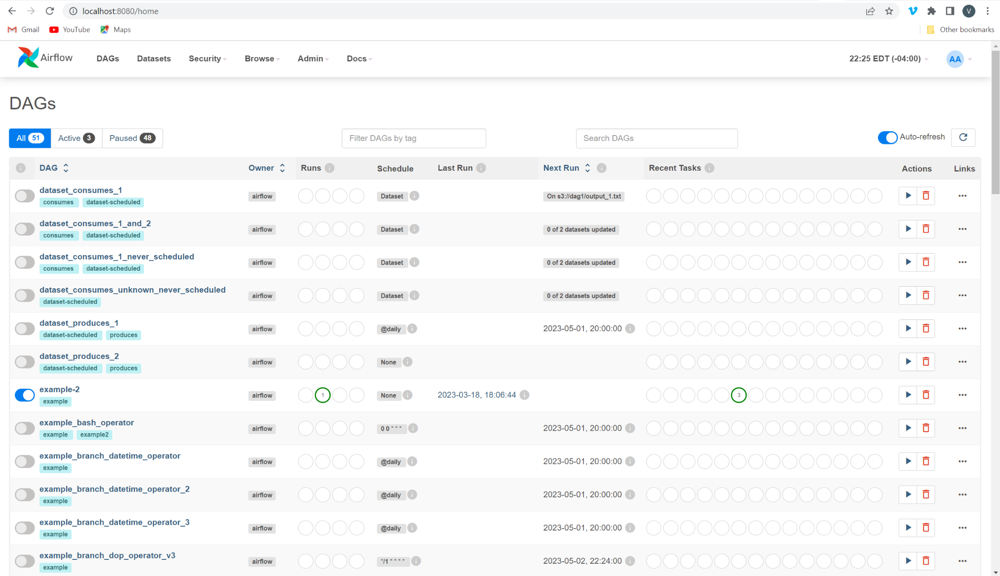 localhost:8080/home
V
Gmail YouTube Maps Other bookmarks
Airflow DAGs Datasets Security Browse Admin Docs 22:25 EDT (-04:00) AA
DAGs
All 51 Active 3 Paused 48 Filter DAGs by tag Search DAGs Auto-refresh
DAG Owner Runs Schedule Last Run Next Run Recent Tasks Actions Links
dataset_consumes_1
consumes dataset-scheduled airflow Dataset On s3://dag1/output_1.txt
dataset_consumes_1_and_2
consumes dataset-scheduled airflow Dataset 0 of 2 datasets updated
dataset_consumes_1_never_scheduled
consumes dataset-scheduled airflow Dataset 0 of 2 datasets updated
dataset_consumes_unknown_never_scheduled
dataset-scheduled airflow Dataset 0 of 2 datasets updated
dataset_produces_1
dataset-scheduled produces airflow @daily 2023-05-01, 20:00:00
dataset_produces_2
dataset-scheduled produces airflow None
example-2
example airflow 1 None 2023-03-18, 18:06:44 3
example_bash_operator
example example2 airflow 0 0 * * * 2023-05-01, 20:00:00
example_branch_datetime_operator
example airflow @daily 2023-05-01, 20:00:00
example_branch_datetime_operator_2
example airflow @daily 2023-05-01, 20:00:00
example_branch_datetime_operator_3
example airflow @daily 2023-05-01, 20:00:00
example_branch_dop_operator_v3
example airflow */1 * * * * 2023-05-02, 22:24:00